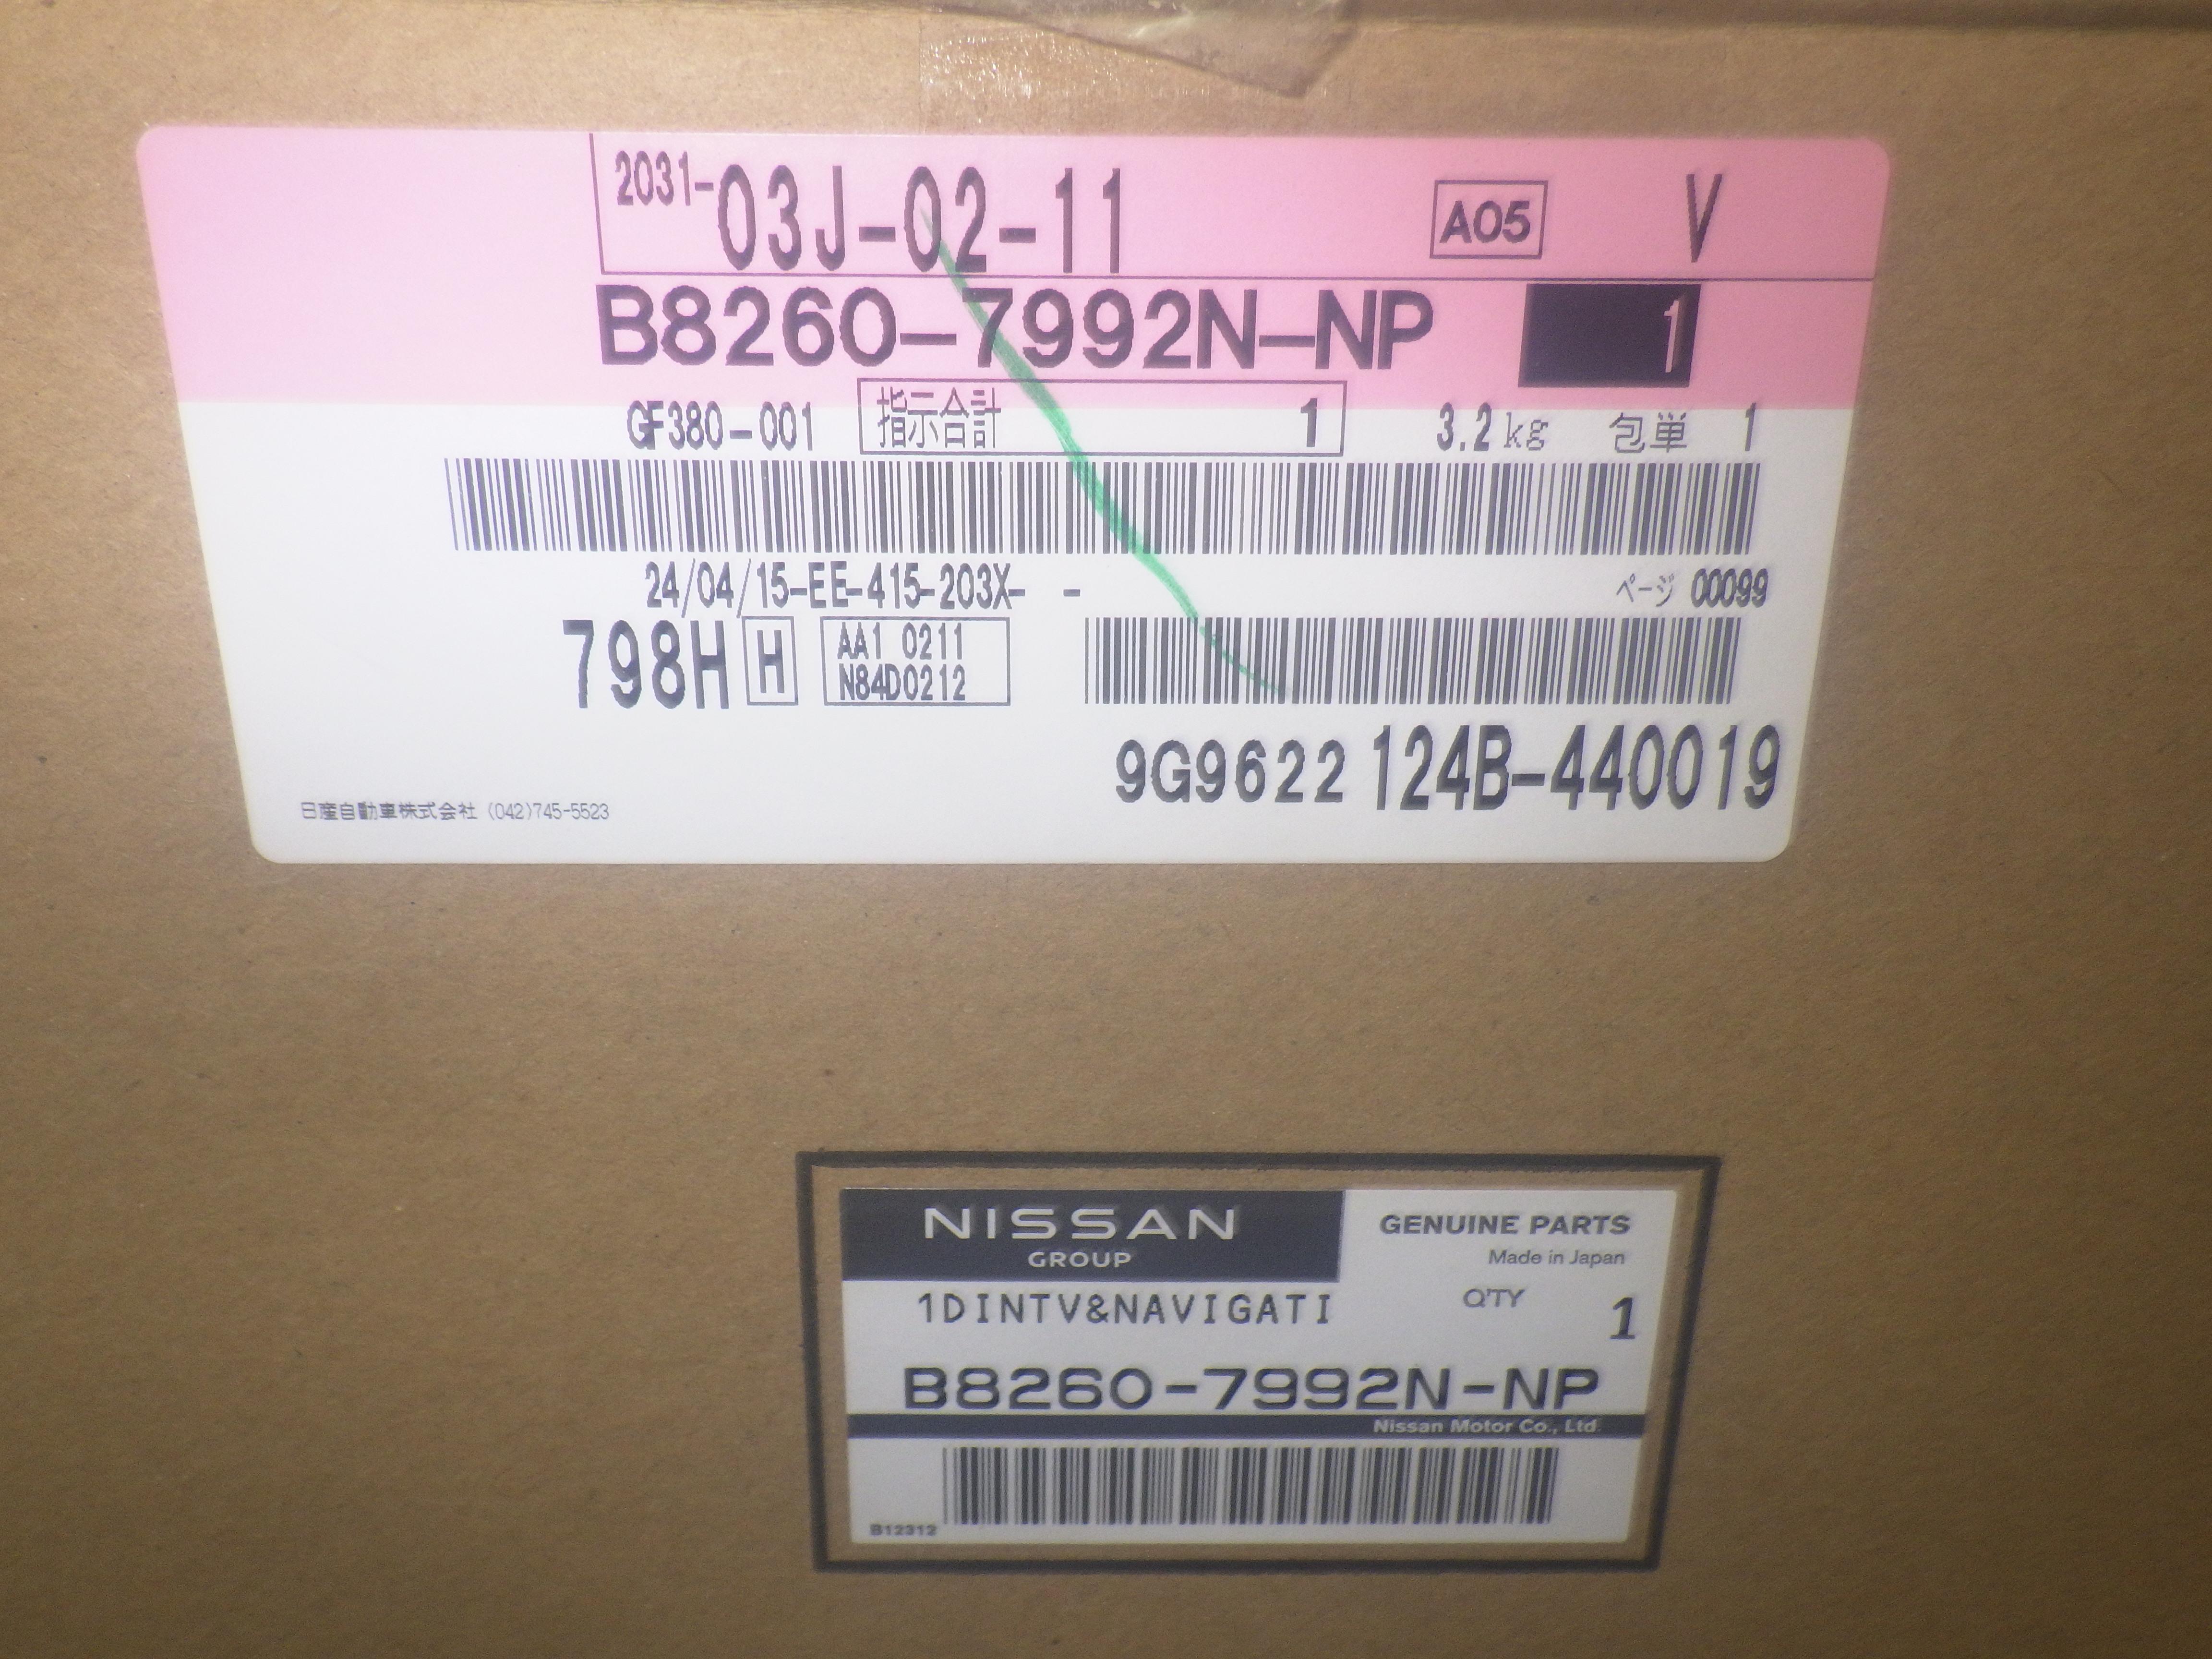 2031-03J-02-11 A05 V
B8260-7992N-NP 1
GF380-001 指示合計 1 3.2kg 包単 1
24/04/15-EE-415-203X- - ページ 00099
798H H AA1 0211
N84D0212
9G9622 124B-440019
日産自動車株式会社 (042)745-5523
NISSAN
GROUP
GENUINE PARTS
Made in Japan
1DINTV&NAVIGATI Q'TY 1
B8260-7992N-NP
Nissan Motor Co., Ltd.
B12312